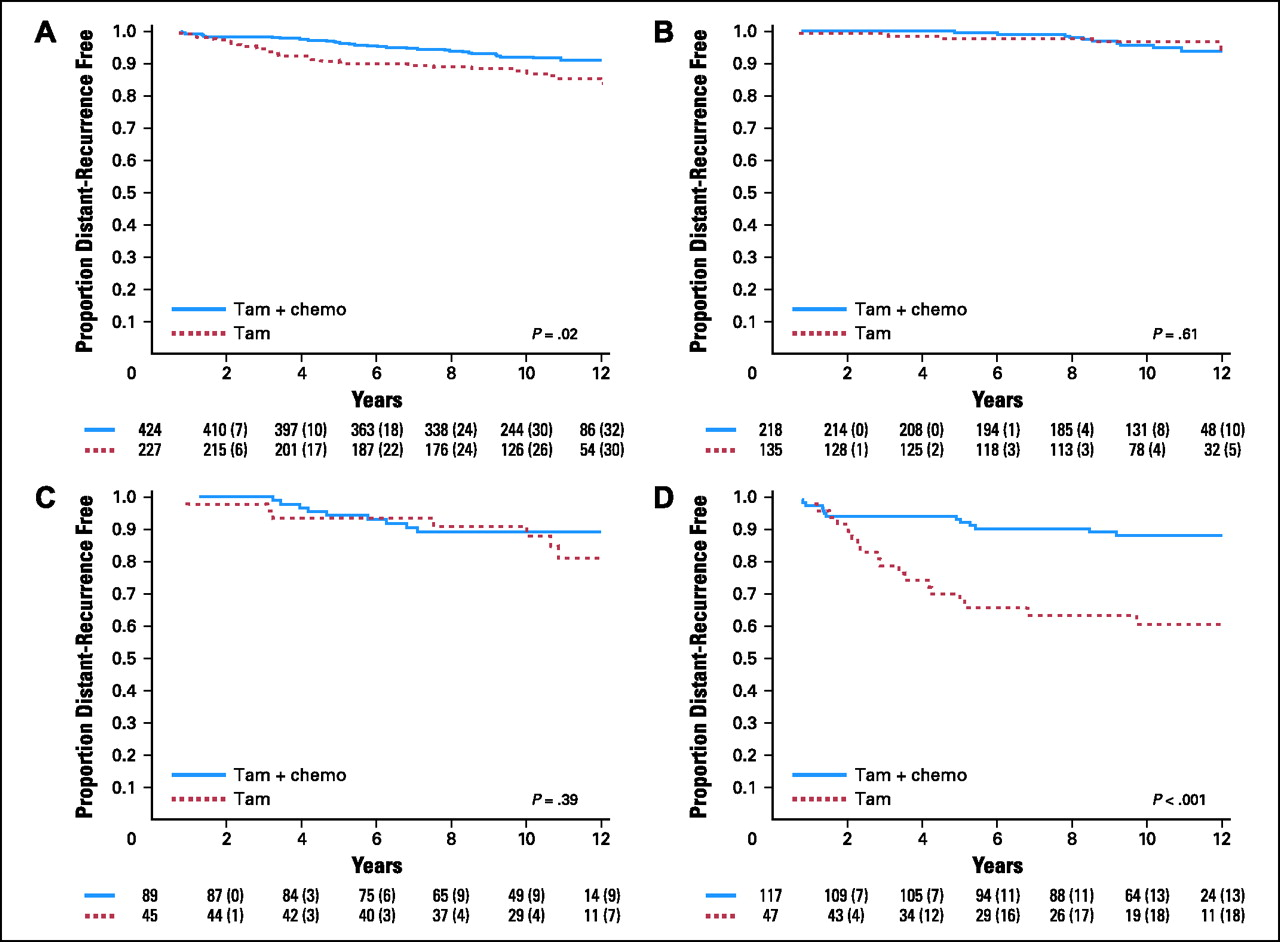 A
Proportion Distant-Recurrence Free
1.0
0.9
0.8
0.7
0.6
0.5
0.4
0.3
0.2
0.1
Tam + chemo
Tam
P = .02
0 2 4 6 8 10 12
Years
424 410 (7) 397 (10) 363 (18) 338 (24) 244 (30) 86 (32)
227 215 (6) 201 (17) 187 (22) 176 (24) 126 (26) 54 (30)
B
Proportion Distant-Recurrence Free
1.0
0.9
0.8
0.7
0.6
0.5
0.4
0.3
0.2
0.1
Tam + chemo
Tam
P = .61
0 2 4 6 8 10 12
Years
218 214 (0) 208 (0) 194 (1) 185 (4) 131 (8) 48 (10)
135 128 (1) 125 (2) 118 (3) 113 (3) 78 (4) 32 (5)
C
Proportion Distant-Recurrence Free
1.0
0.9
0.8
0.7
0.6
0.5
0.4
0.3
0.2
0.1
Tam + chemo
Tam
P = .39
0 2 4 6 8 10 12
Years
89 87 (0) 84 (3) 75 (6) 65 (9) 49 (9) 14 (9)
45 44 (1) 42 (3) 40 (3) 37 (4) 29 (4) 11 (7)
D
Proportion Distant-Recurrence Free
1.0
0.9
0.8
0.7
0.6
0.5
0.4
0.3
0.2
0.1
Tam + chemo
Tam
P < .001
0 2 4 6 8 10 12
Years
117 109 (7) 105 (7) 94 (11) 88 (11) 64 (13) 24 (13)
47 43 (4) 34 (12) 29 (16) 26 (17) 19 (18) 11 (18)